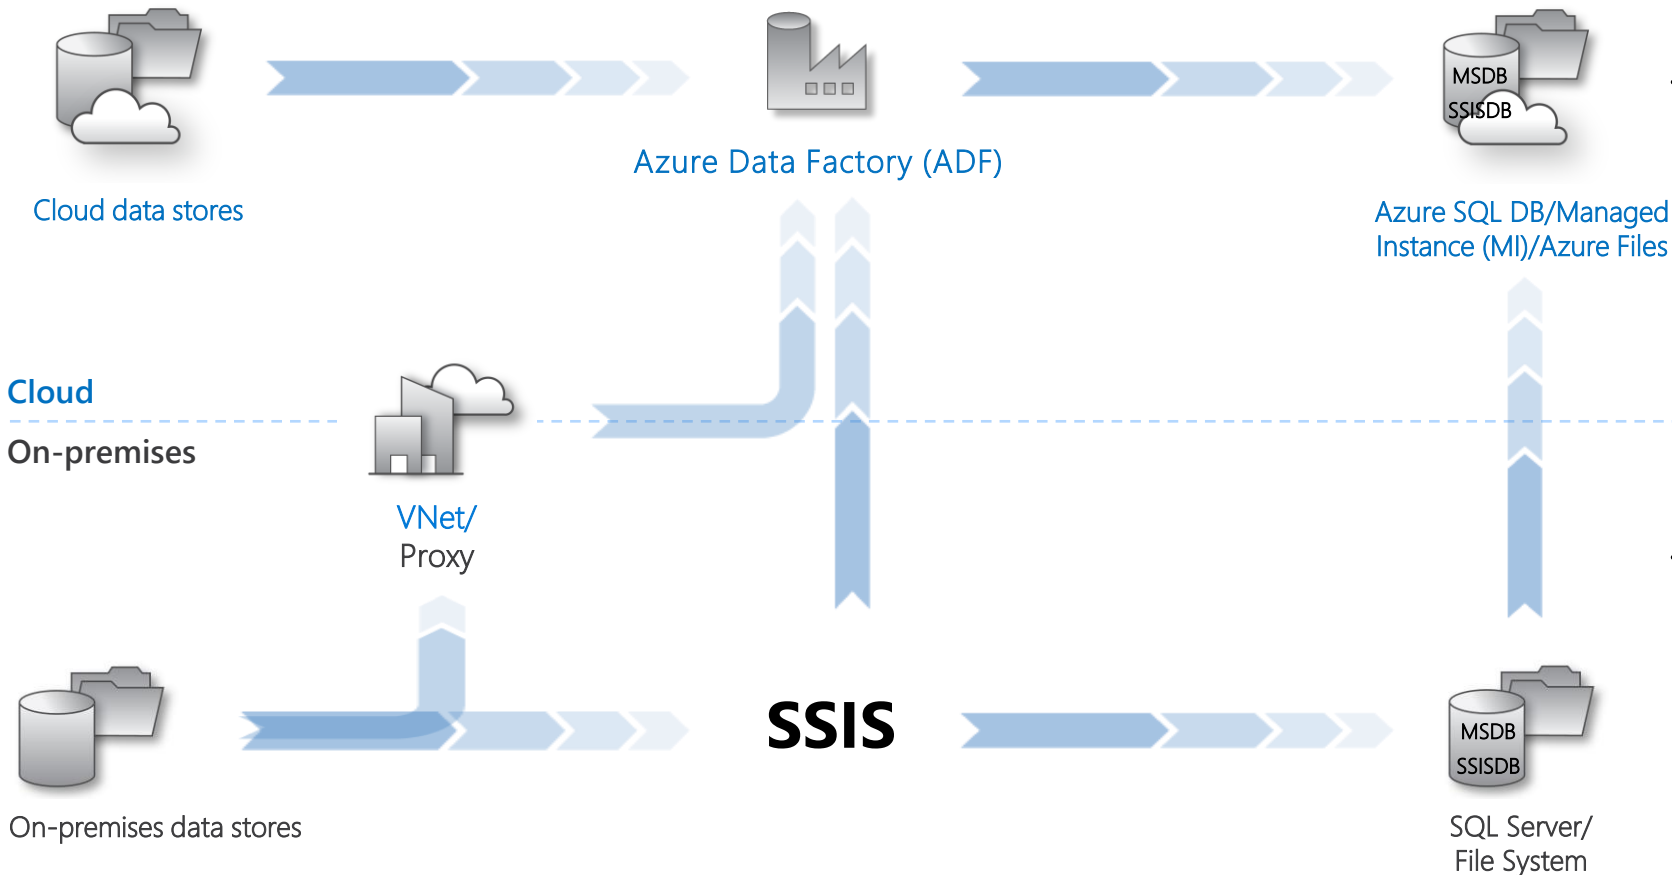 MSDB
SSISDB
Azure Data Factory (ADF)
Cloud data stores
Azure SQL DB/Managed
Instance (MI)/Azure Files
Cloud
On-premises
VNet/
Proxy
SSIS
MSDB
SSISDB
On-premises data stores
SQL Server/
File System